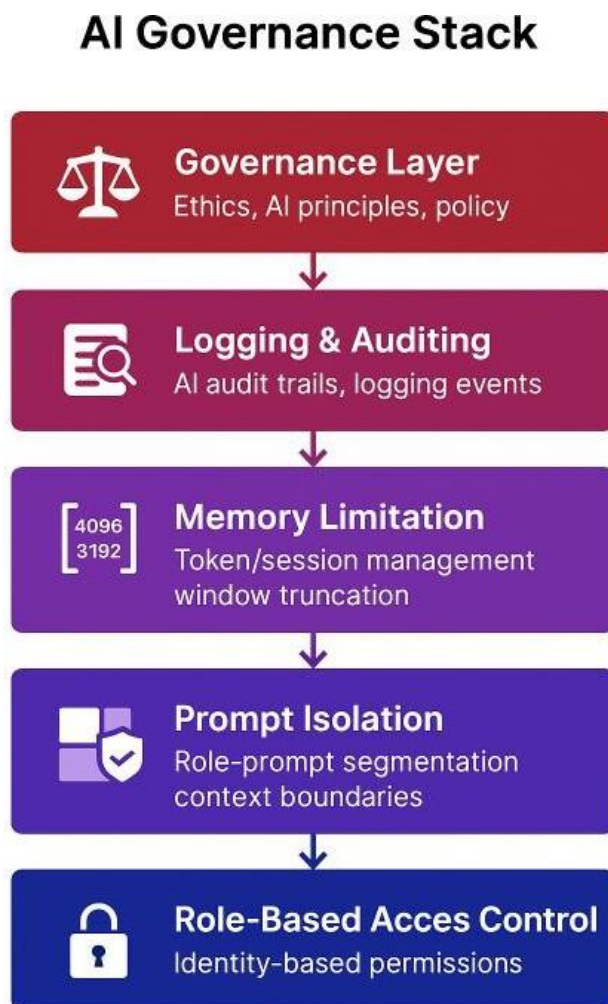 AI Governance Stack
Governance Layer
Ethics, AI principles, policy
Logging & Auditing
AI audit trails, logging events
4096
3192
Memory Limitation
Token/session management
window truncation
Prompt Isolation
Role-prompt segmentation
context boundaries
Role-Based Acces Control
Identity-based permissions